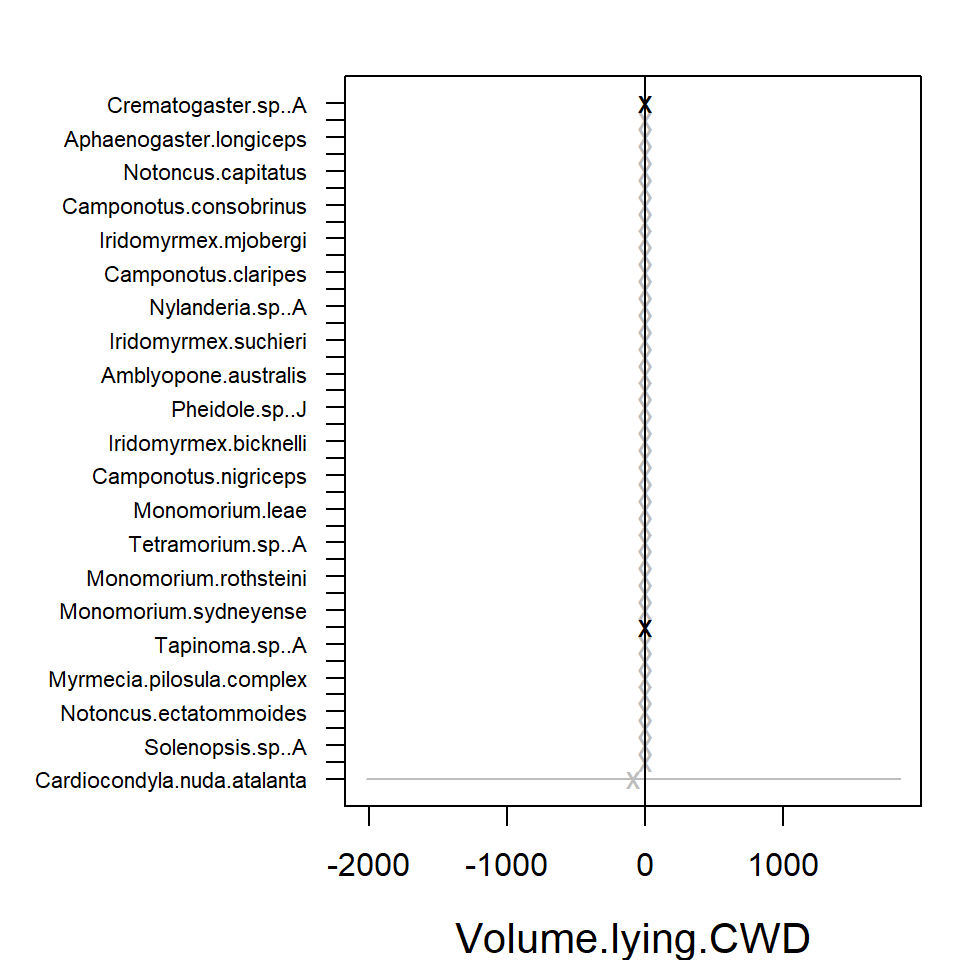 Crematogaster.sp..A
Aphaenogaster.longiceps
Notoncus.capitatus
Camponotus.consobrinus
Iridomyrmex.mjobergi
Camponotus.claripes
Nylanderia.sp..A
Iridomyrmex.suchieri
Amblyopone.australis
Pheidole.sp..J
Iridomyrmex.bicknelli
Camponotus.nigriceps
Monomorium.leae
Tetramorium.sp..A
Monomorium.rothsteini
Monomorium.sydneyense
Tapinoma.sp..A
Myrmecia.pilosula.complex
Notoncus.ectatommoides
Solenopsis.sp..A
Cardiocondyla.nuda.atalanta
-2000 -1000 0 1000
Volume.lying.CWD